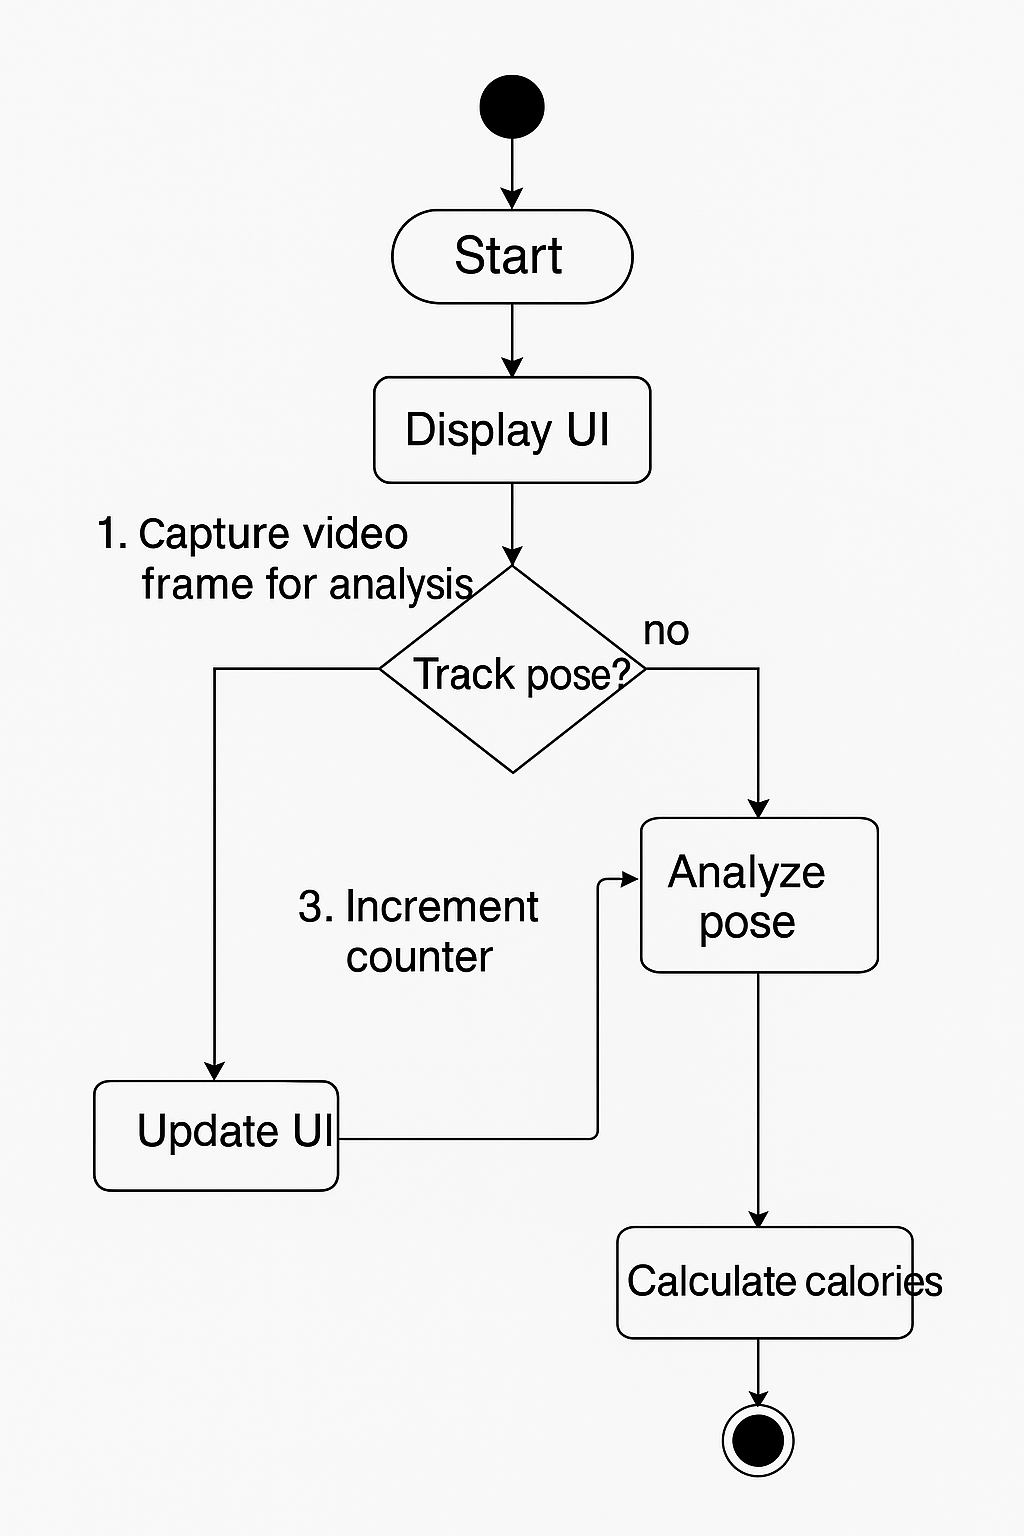 Start
Display UI
1. Capture video
frame for analysis
no
Track pose?
Analyze
pose
3. Increment
counter
Update UI
Calculate calories